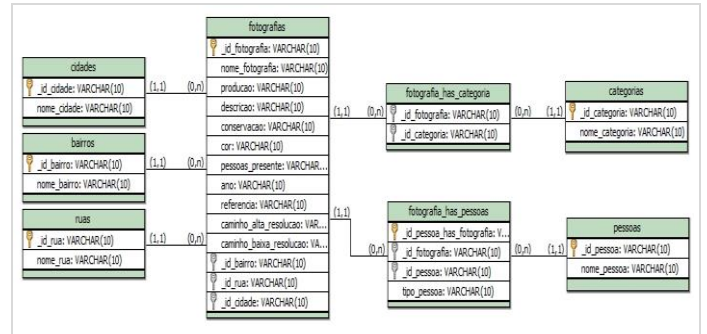 fotografias
_id_fotografia: VARCHAR(10)
nome_fotografia: VARCHAR(10)
producao: VARCHAR(10)
descricao: VARCHAR(10)
conservacao: VARCHAR(10)
cor: VARCHAR(10)
pessoas_presente: VARCHAR...
ano: VARCHAR(10)
referencia: VARCHAR(10)
caminho_alta_resolucao: VAR...
caminho_baixa_resolucao: VA...
_id_bairro: VARCHAR(10)
_id_rua: VARCHAR(10)
_id_cidade: VARCHAR(10)
cidades
_id_cidade: VARCHAR(10)
nome_cidade: VARCHAR(10)
(1,1) (0,n)
bairros
_id_bairro: VARCHAR(10)
nome_bairro: VARCHAR(10)
(1,1) (0,n)
ruas
_id_rua: VARCHAR(10)
nome_rua: VARCHAR(10)
(1,1) (0,n)
(1,1) (0,n)
fotografia_has_categoria
_id_fotografia: VARCHAR(10)
_id_categoria: VARCHAR(10)
(0,n) (1,1)
categorias
_id_categoria: VARCHAR(10)
nome_categoria: VARCHAR(10)
(1,1)
(0,n)
fotografia_has_pessoas
_id_pessoa_has_fotografia: V...
_id_fotografia: VARCHAR(10)
_id_pessoa: VARCHAR(10)
tipo_pessoa: VARCHAR(10)
(0,n) (1,1)
pessoas
_id_pessoa: VARCHAR(10)
nome_pessoa: VARCHAR(10)